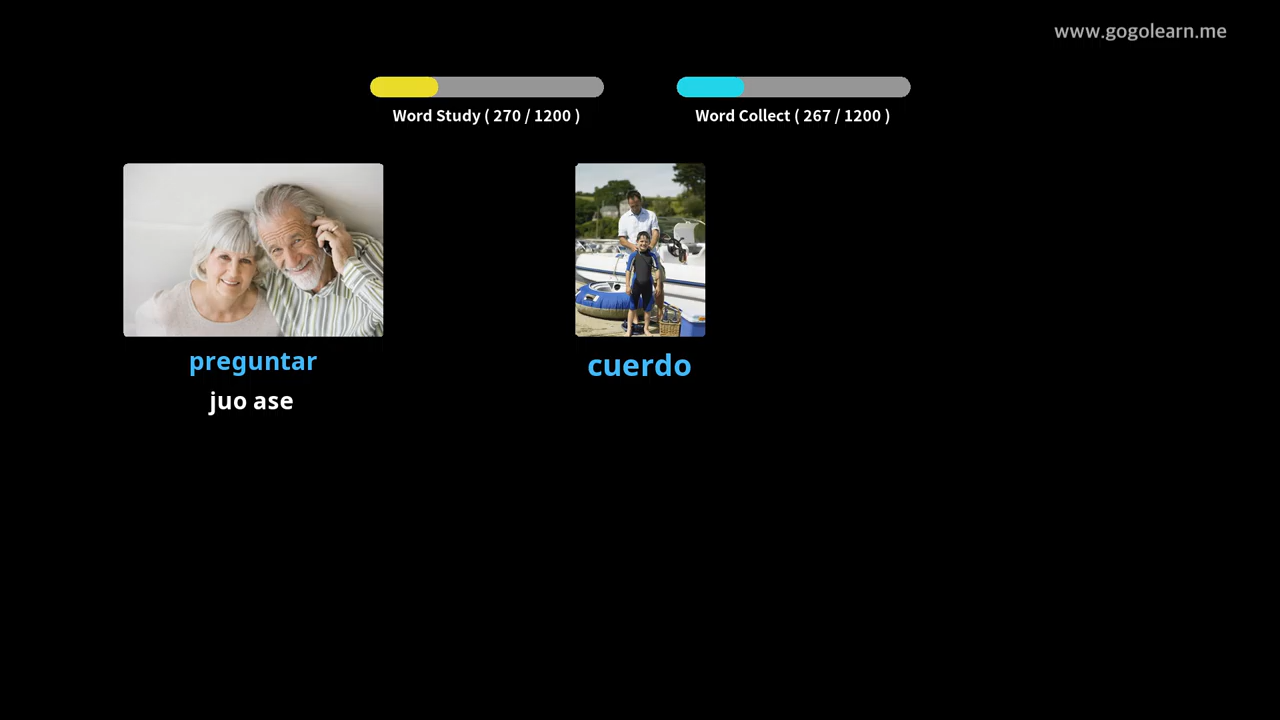 www.gogolearn.me
Word Study ( 270 / 1200 )
Word Collect ( 267 / 1200 )
preguntar
juo ase
cuerdo